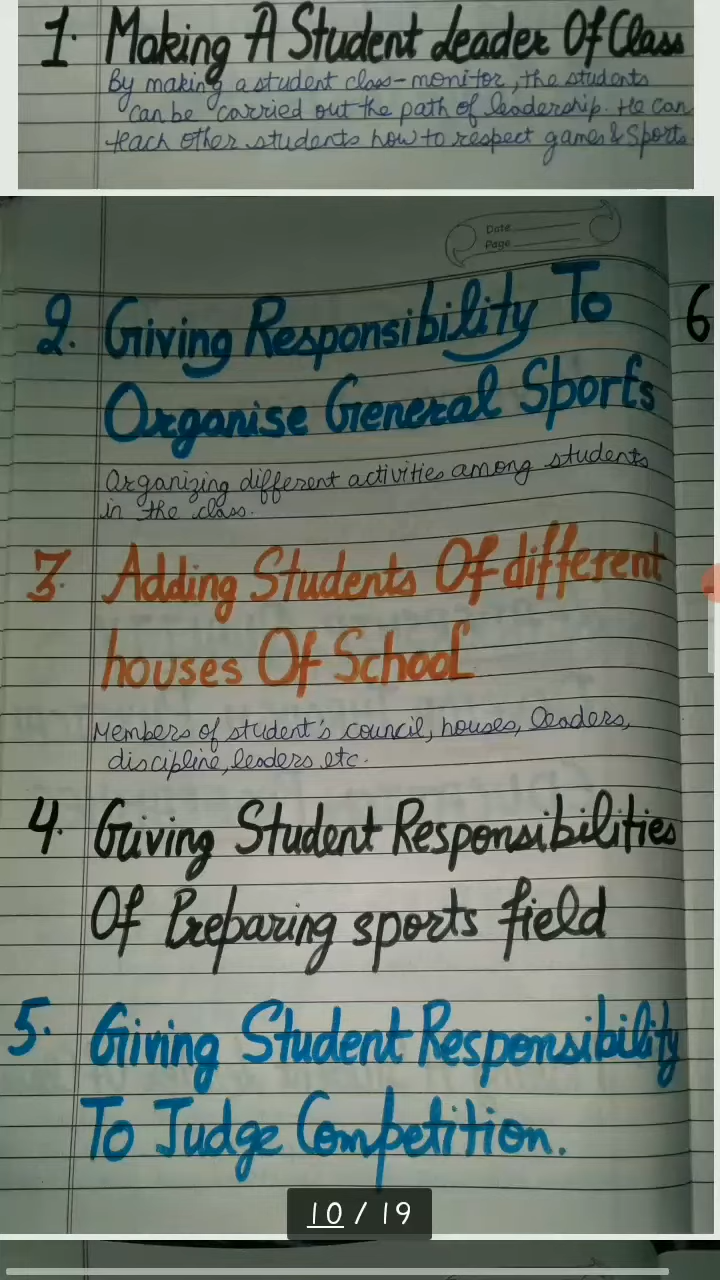 1. Making A Student Leader Of Class
By making a student class-monitor, the students
can be carried out the path of leadership. He can
teach other students how to respect games & Sports.
Date
Page
2. Giving Responsibility To
Organise General Sports
6
Organizing different activities among students
in the class.
3. Adding Students Of different
houses Of School
Members of student's council, houses, leaders,
discipline, leaders etc.
4. Giving Student Responsibilities
Of Preparing sports field
5. Giving Student Responsibility
To Judge Competition.
10 / 19